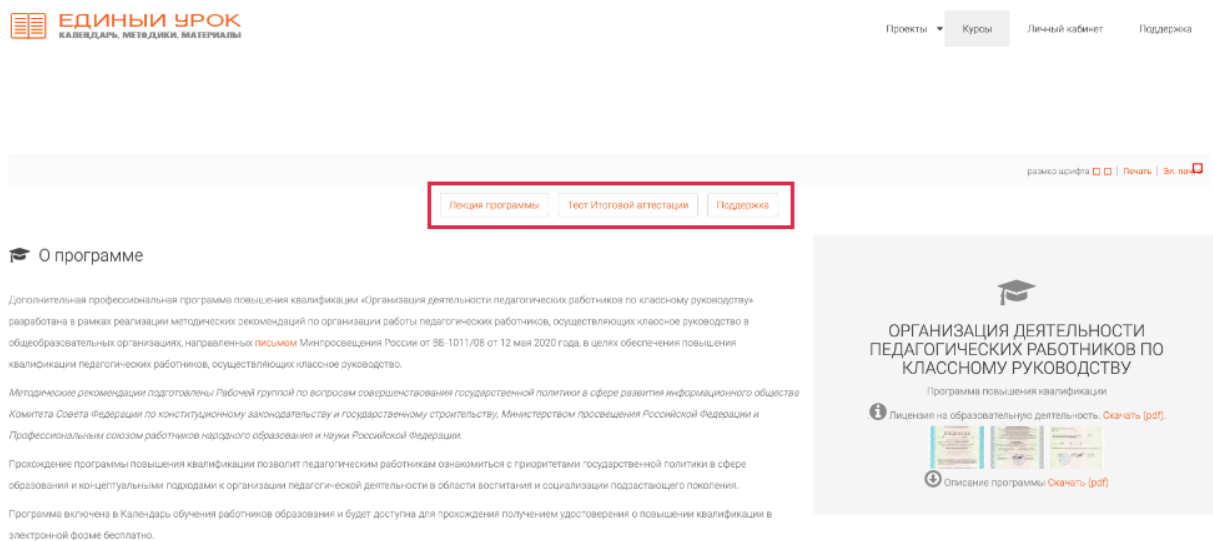 ЕДИНЫЙ УРОК
КАЛЕНДАРЬ, МЕТОДИКИ, МАТЕРИАЛЫ
Проекты Курсы Личный кабинет Поддержка
размер шрифта | Печать | Эл. почта
Лекция программы Тест Итоговой аттестации Поддержка
О программе
Дополнительная профессиональная программа повышения квалификации «Организация деятельности педагогических работников по классному руководству»
разработана в рамках реализации методических рекомендаций по организации работы педагогических работников, осуществляющих классное руководство в
общеобразовательных организациях, направленных письмом Минпросвещения России от ВБ-1011/08 от 12 мая 2020 года, в целях обеспечения повышения
квалификации педагогических работников, осуществляющих классное руководство.
Методические рекомендации подготовлены Рабочей группой по вопросам совершенствования государственной политики в сфере развития информационного общества
Комитета Совета Федерации по конституционному законодательству и государственному строительству, Министерством просвещения Российской Федерации и
Профессиональным союзом работников народного образования и науки Российской Федерации.
Прохождение программы повышения квалификации позволит педагогическим работникам ознакомиться с приоритетами государственной политики в сфере
образования и концептуальными подходами к организации педагогической деятельности в области воспитания и социализации подрастающего поколения.
Программа включена в Календарь обучения работников образования и будет доступна для прохождения получением удостоверения о повышении квалификации в
электронной форме бесплатно.
ОРГАНИЗАЦИЯ ДЕЯТЕЛЬНОСТИ
ПЕДАГОГИЧЕСКИХ РАБОТНИКОВ ПО
КЛАССНОМУ РУКОВОДСТВУ
Программа повышения квалификации
Лицензия на образовательную деятельность. Скачать (pdf).
Описание программы Скачать (pdf)